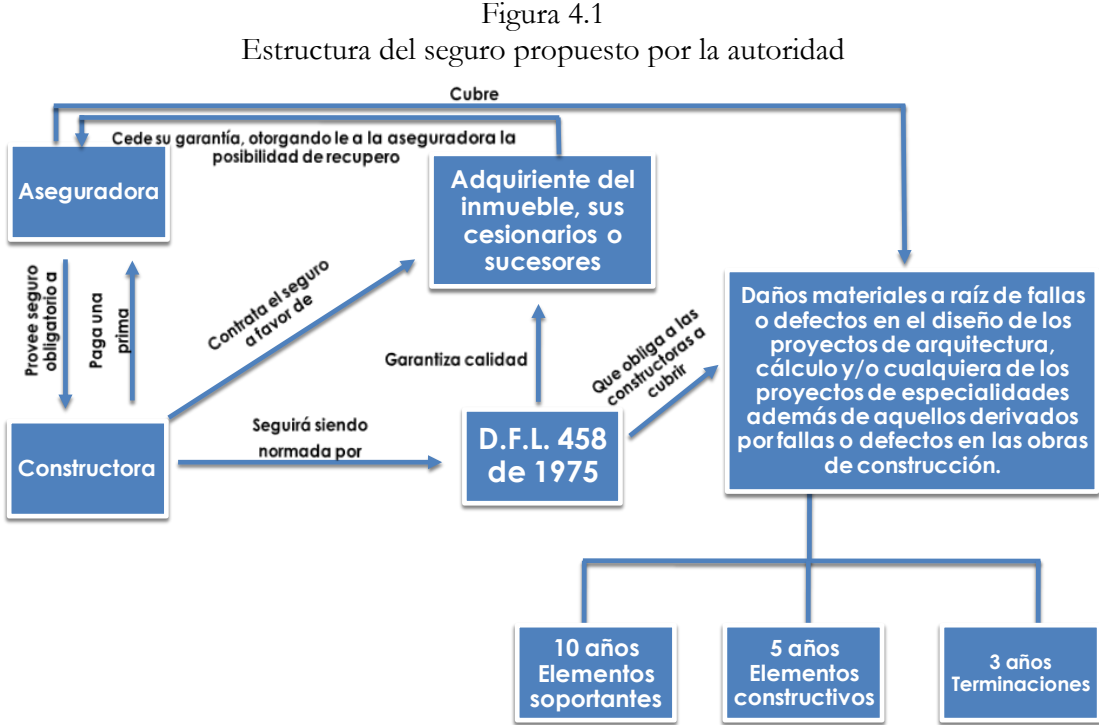 Figura 4.1
Estructura del seguro propuesto por la autoridad
Cubre
Cede su garantía, otorgando le a la aseguradora la
posibilidad de recupero
Aseguradora
Adquiriente del
inmueble, sus
cesionarios o
sucesores
Provee seguro
obligatorio a
Paga una
prima
Contrata el seguro
a favor de
Garantiza calidad
Que obliga a las
constructoras a
cubrir
Daños materiales a raíz de fallas
o defectos en el diseño de los
proyectos de arquitectura,
cálculo y/o cualquiera de los
proyectos de especialidades
además de aquellos derivados
por fallas o defectos en las obras
de construcción.
Constructora
Seguirá siendo
normada por
D.F.L. 458
de 1975
10 años
Elementos
soportantes
5 años
Elementos
constructivos
3 años
Terminaciones